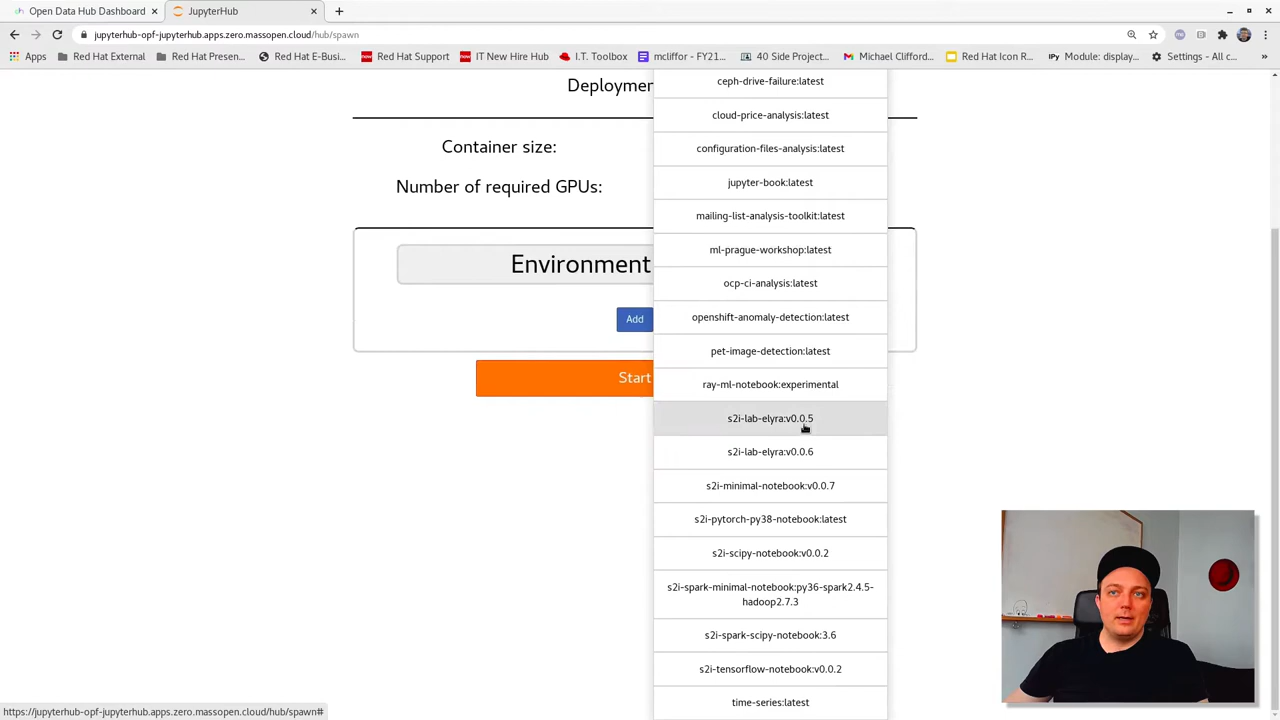 Open Data Hub Dashboard
JupyterHub
jupyterhub-opf-jupyterhub.apps.zero.massopen.cloud/hub/spawn
Apps
Red Hat External
Red Hat Presen...
Red Hat E-Busi...
Red Hat Support
IT New Hire Hub
I.T. Toolbox
mcliffor – FY21...
40 Side Project...
Michael Clifford...
Red Hat Icon R...
IPy Module: display...
Settings - All c...
Deploymen
ceph-drive-failure:latest
cloud-price-analysis:latest
Container size:
configuration-files-analysis:latest
Number of required GPUs:
jupyter-book:latest
mailing-list-analysis-toolkit:latest
ml-prague-workshop:latest
Environment
ocp-ci-analysis:latest
Add
openshift-anomaly-detection:latest
pet-image-detection:latest
Start
ray-ml-notebook:experimental
s2i-lab-elyra:v0.0.5
s2i-lab-elyra:v0.0.6
s2i-minimal-notebook:v0.0.7
s2i-pytorch-py38-notebook:latest
s2i-scipy-notebook:v0.0.2
s2i-spark-minimal-notebook:py36-spark2.4.5-
hadoop2.7.3
s2i-spark-scipy-notebook:3.6
s2i-tensorflow-notebook:v0.0.2
time-series:latest
https://jupyterhub-opf-jupyterhub.apps.zero.massopen.cloud/hub/spawn#